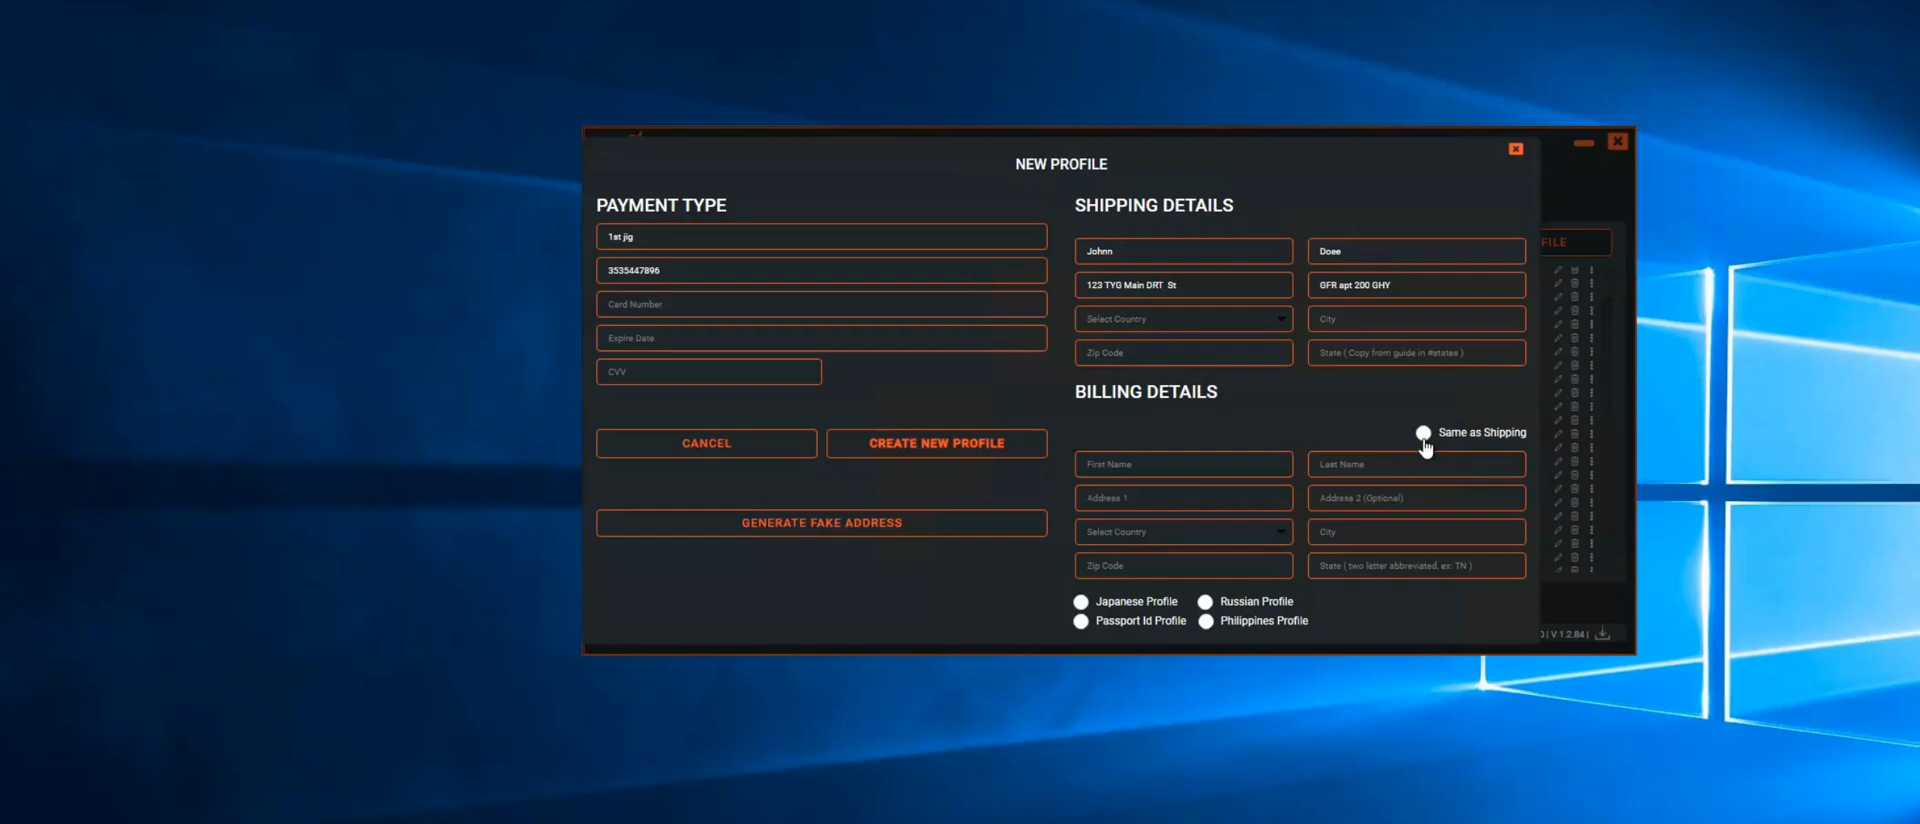 NEW PROFILE
PAYMENT TYPE
1st jig
3535447896
Card Number
Expire Date
CVV
CANCEL
CREATE NEW PROFILE
GENERATE FAKE ADDRESS
SHIPPING DETAILS
Johnn
Doee
123 TYG Main DRT St
GFR apt 200 GHY
Select Country
City
Zip Code
State ( Copy from guide in #states )
BILLING DETAILS
Same as Shipping
First Name
Last Name
Address 1
Address 2 (Optional)
Select Country
City
Zip Code
State ( two letter abbreviated, ex: TN )
Japanese Profile
Russian Profile
Passport Id Profile
Philippines Profile
FILE
| V 1.2.84 |